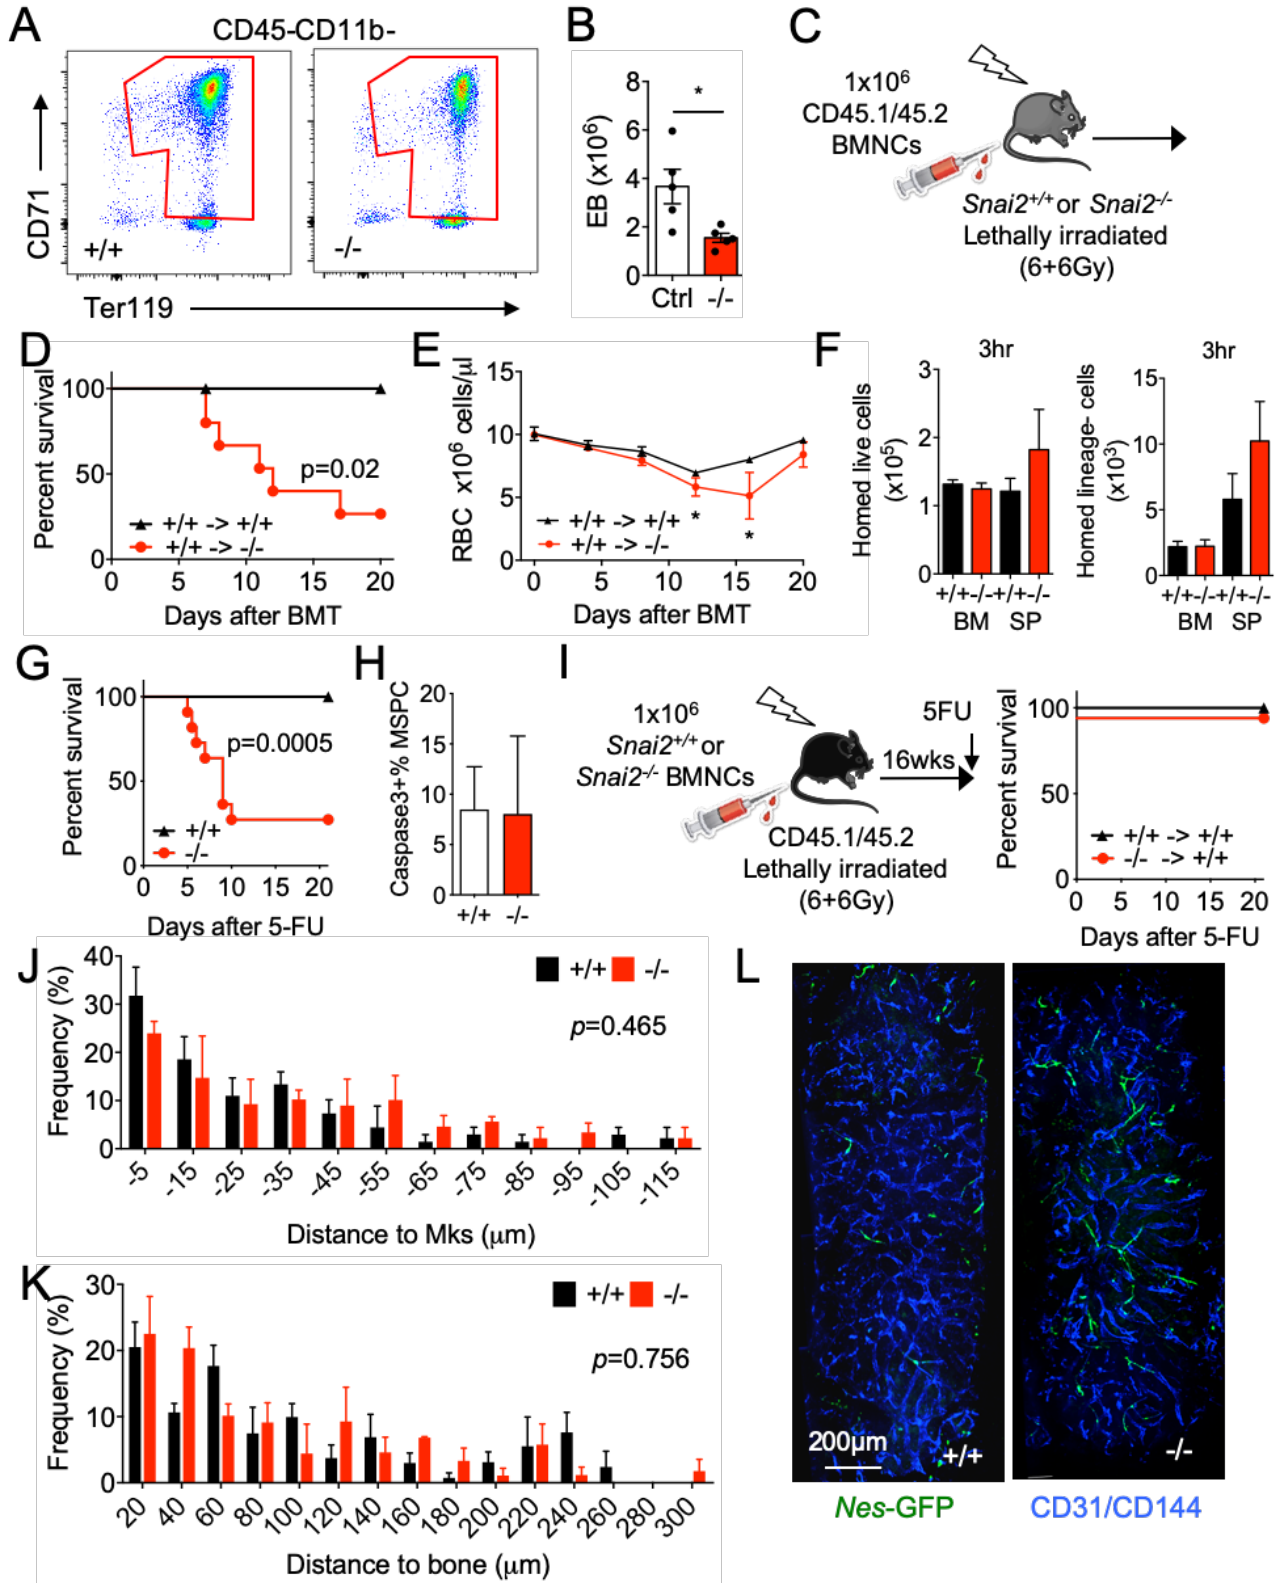 A
CD45-CD11b-
CD71
+/+
-/-
Ter119
B
EB (x10⁶)
8
6
4
2
0
*
Ctrl -/-
C
1x10⁶
CD45.1/45.2
BMNCs
Snai2+/+ or Snai2-/-
Lethally irradiated
(6+6Gy)
D
Percent survival
100
50
0
p=0.02
+/+ -> +/+
+/+ -> -/-
0 5 10 15 20
Days after BMT
E
RBC x10⁶ cells/µl
15
10
5
0
+/+ -> +/+ *
+/+ -> -/- *
0 5 10 15 20
Days after BMT
F
3hr
Homed live cells
(x10⁵)
3
2
1
0
+/+ -/- +/+ -/-
BM SP
3hr
Homed lineage- cells
(x10³)
15
10
5
0
+/+ -/- +/+ -/-
BM SP
G
Percent survival
100
50
0
p=0.0005
+/+
-/-
0 5 10 15 20
Days after 5-FU
H
Caspase3+% MSPC
20
15
10
5
0
+/+ -/-
I
1x10⁶
Snai2+/+ or
Snai2-/- BMNCs
5FU
16wks
CD45.1/45.2
Lethally irradiated
(6+6Gy)
Percent survival
100
50
0
+/+ -> +/+
-/- -> +/+
0 5 10 15 20
Days after 5-FU
J
Frequency (%)
40
30
20
10
0
+/+ -/-
p=0.465
-5 -15 -25 -35 -45 -55 -65 -75 -85 -95 -105 -115
Distance to Mks (µm)
K
Frequency (%)
30
20
10
0
+/+ -/-
p=0.756
20 40 60 80 100 120 140 160 180 200 220 240 260 280 300
Distance to bone (µm)
L
200µm
+/+
-/-
Nes-GFP
CD31/CD144